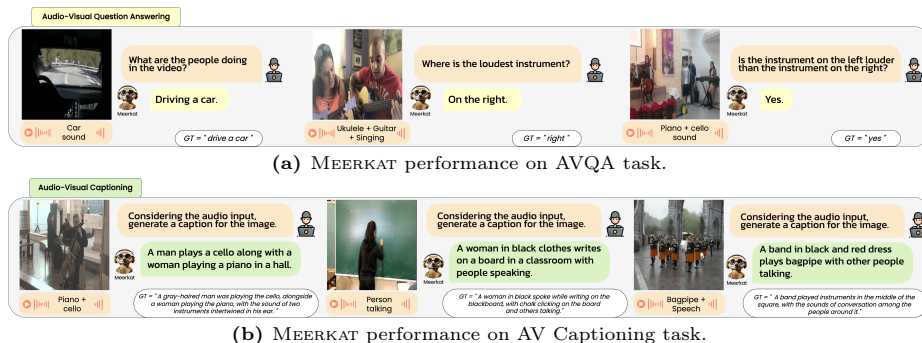 Audio-Visual Question Answering
What are the people doing
in the video?
Meerkat
Driving a car.
Car
sound
GT = " drive a car "
Where is the loudest instrument?
On the right.
Ukulele + Guitar
+ Singing
GT = " right "
Is the instrument on the left louder
than the instrument on the right?
Meerkat
Yes.
Piano + cello
sound
GT = " yes "
(a) MEERKAT performance on AVQA task.
Audio-Visual Captioning
Considering the audio input,
generate a caption for the image.
Meerkat
A man plays a cello along with a
woman playing a piano in a hall.
Piano +
cello
GT = " A gray-haired man was playing the cello, alongside
a woman playing the piano, with the sound of two
instruments intertwined in his ear. "
Considering the audio input,
generate a caption for the image.
Meerkat
A woman in black clothes writes
on a board in a classroom with
people speaking.
Person
talking
GT = " A woman in black spoke while writing on the
blackboard, with chalk clicking on the board
and others talking."
Considering the audio input,
generate a caption for the image.
Meerkat
A band in black and red dress
plays bagpipe with other people
talking.
Bagpipe +
Speech
GT = " A band played instruments in the middle of the
square, with the sounds of conversation among the
people around it."
(b) MEERKAT performance on AV Captioning task.